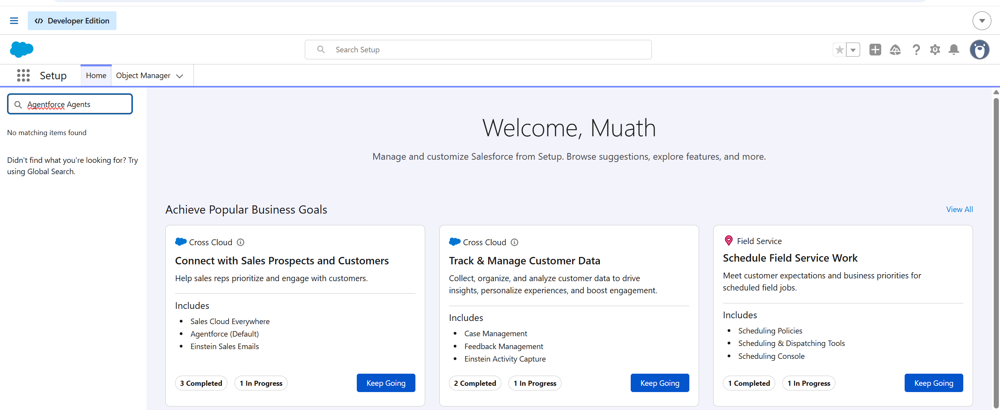 Developer Edition
Search Setup
Setup
Home
Object Manager
Agentforce Agents
No matching items found
Didn't find what you're looking for? Try
using Global Search.
Welcome, Muath
Manage and customize Salesforce from Setup. Browse suggestions, explore features, and more.
Achieve Popular Business Goals
View All
Cross Cloud
Connect with Sales Prospects and Customers
Help sales reps prioritize and engage with customers.
Includes
• Sales Cloud Everywhere
• Agentforce (Default)
• Einstein Sales Emails
3 Completed
1 In Progress
Keep Going
Cross Cloud
Track & Manage Customer Data
Collect, organize, and analyze customer data to drive
insights, personalize experiences, and boost engagement.
Includes
• Case Management
• Feedback Management
• Einstein Activity Capture
2 Completed
1 In Progress
Keep Going
Field Service
Schedule Field Service Work
Meet customer expectations and business priorities for
scheduled field jobs.
Includes
• Scheduling Policies
• Scheduling & Dispatching Tools
• Scheduling Console
1 Completed
1 In Progress
Keep Going